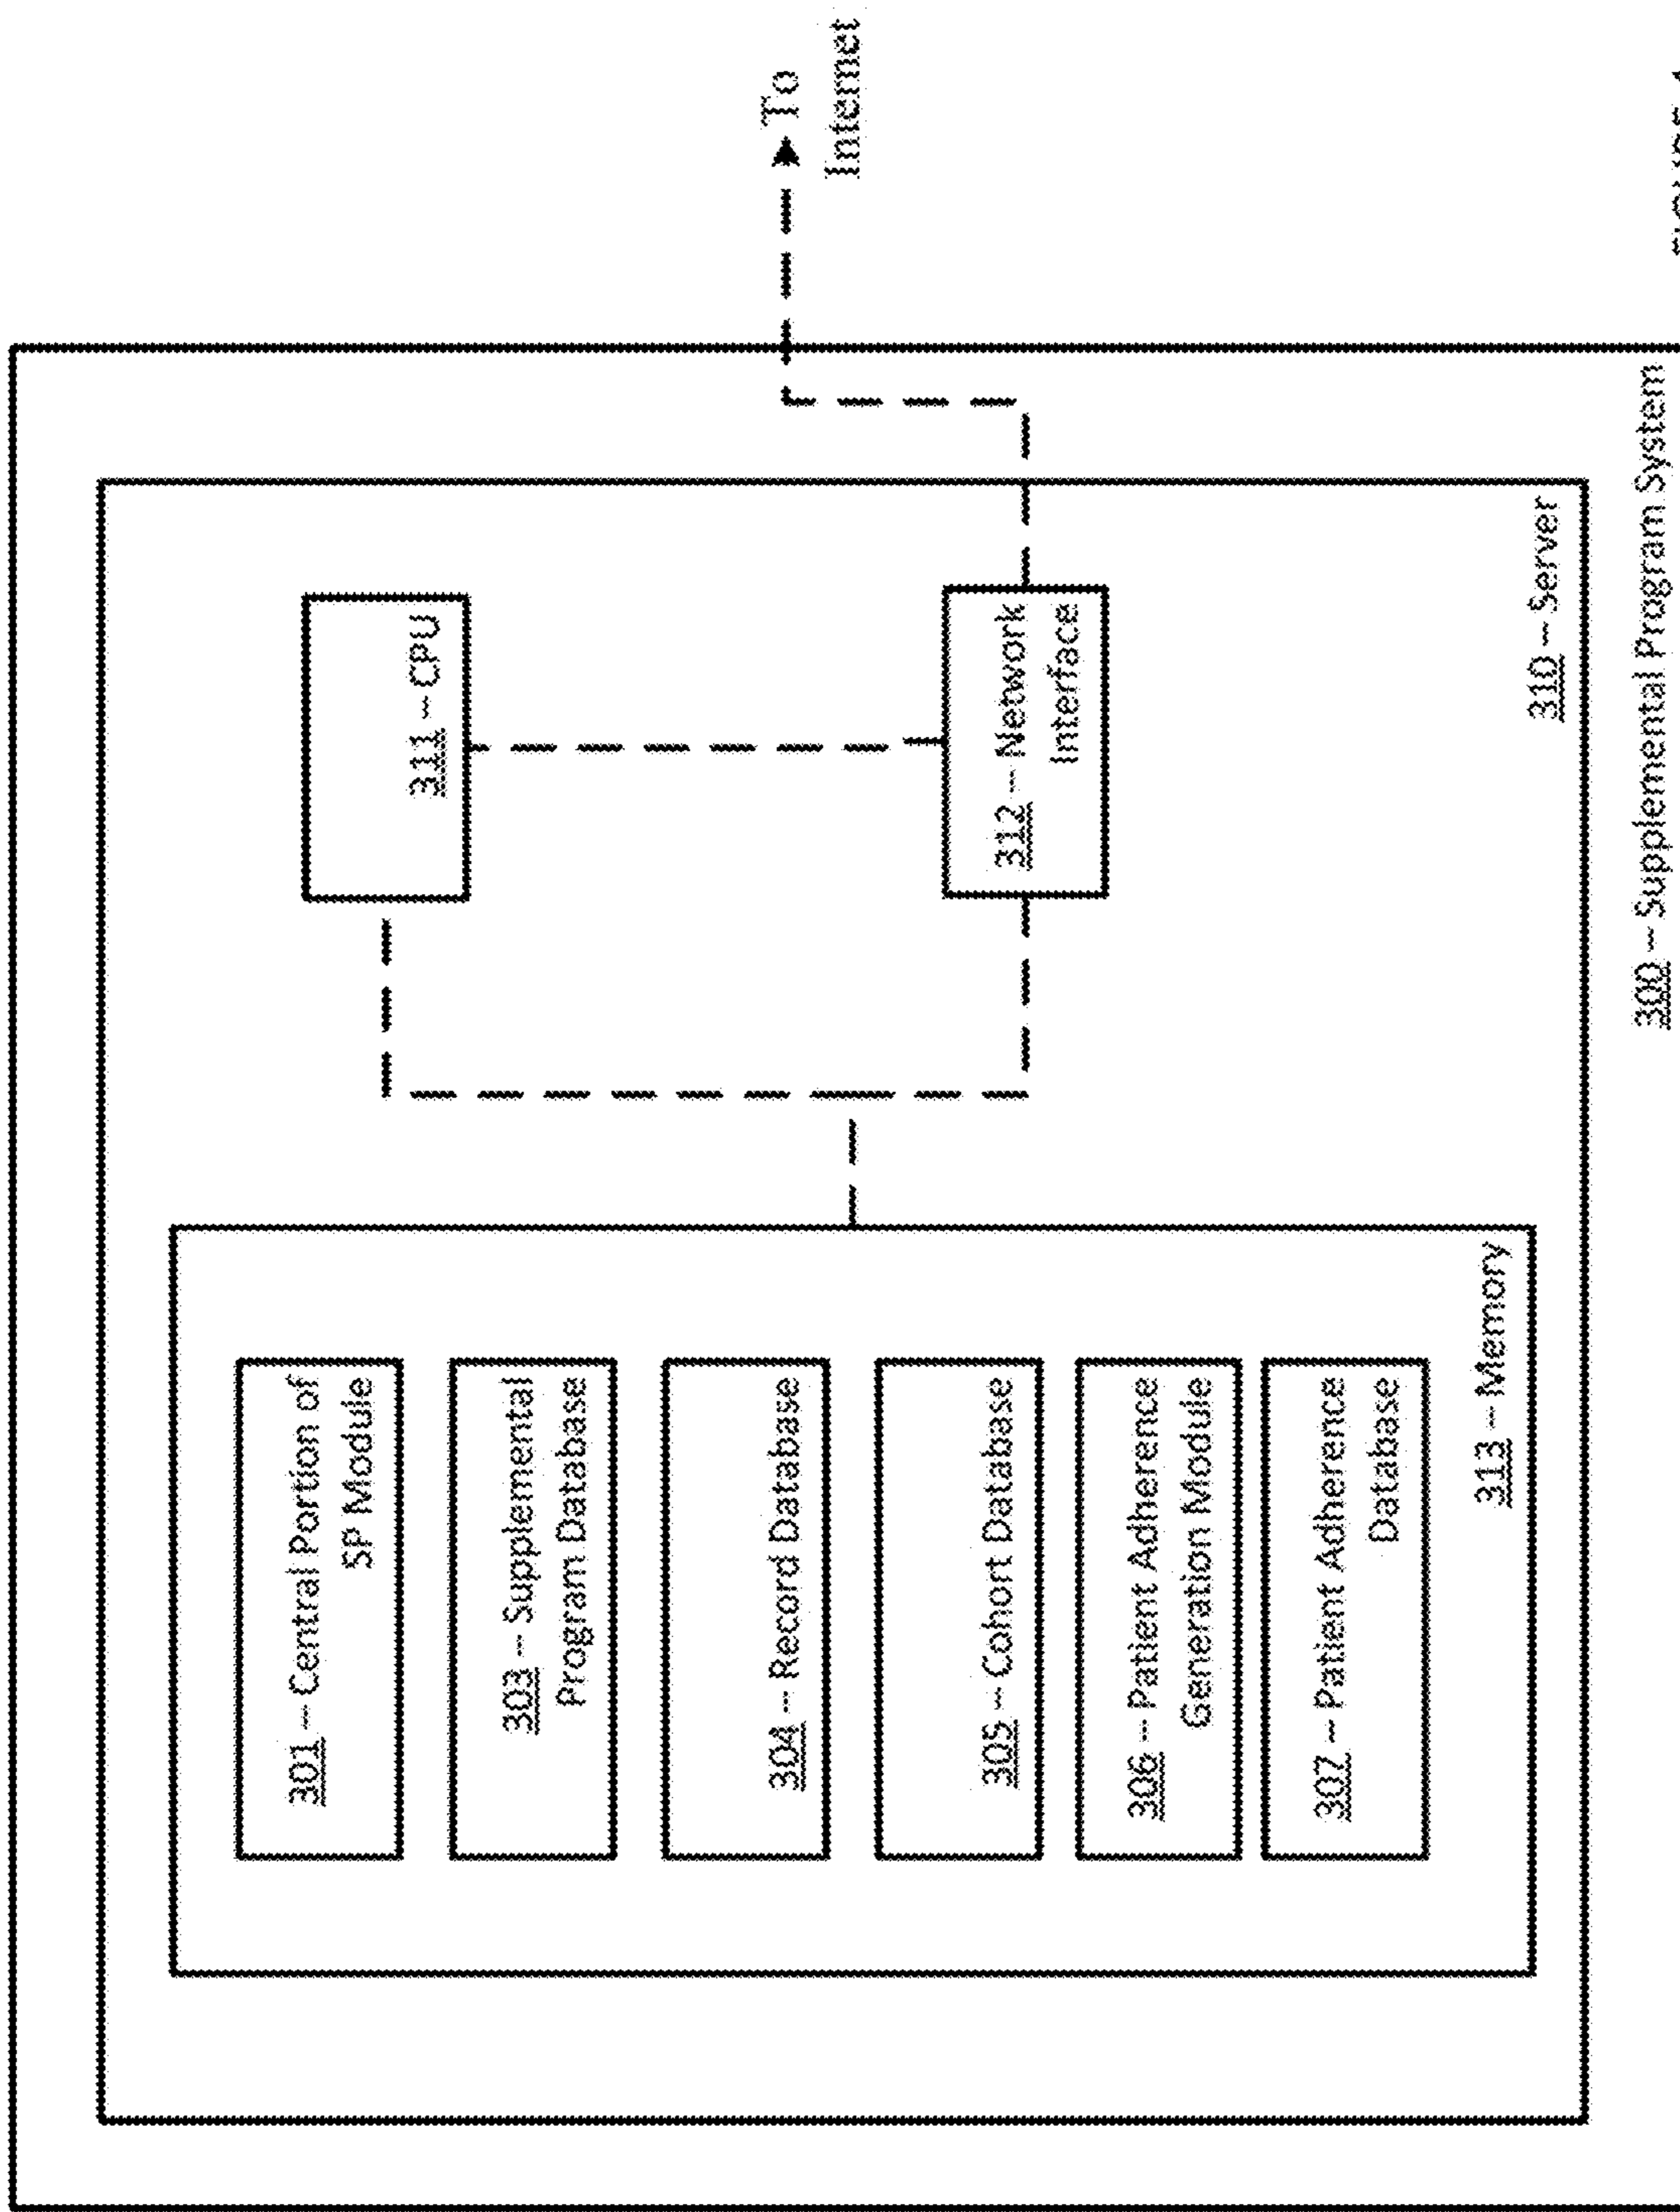 301 – Central Portion of
SP Module
303 – Supplemental
Program Database
304 – Record Database
305 – Cohort Database
306 – Patient Adherence
Generation Module
307 – Patient Adherence
Database
313 – Memory
311 – CPU
312 – Network
Interface
310 – Server
300 – Supplemental Program System
To
Internet